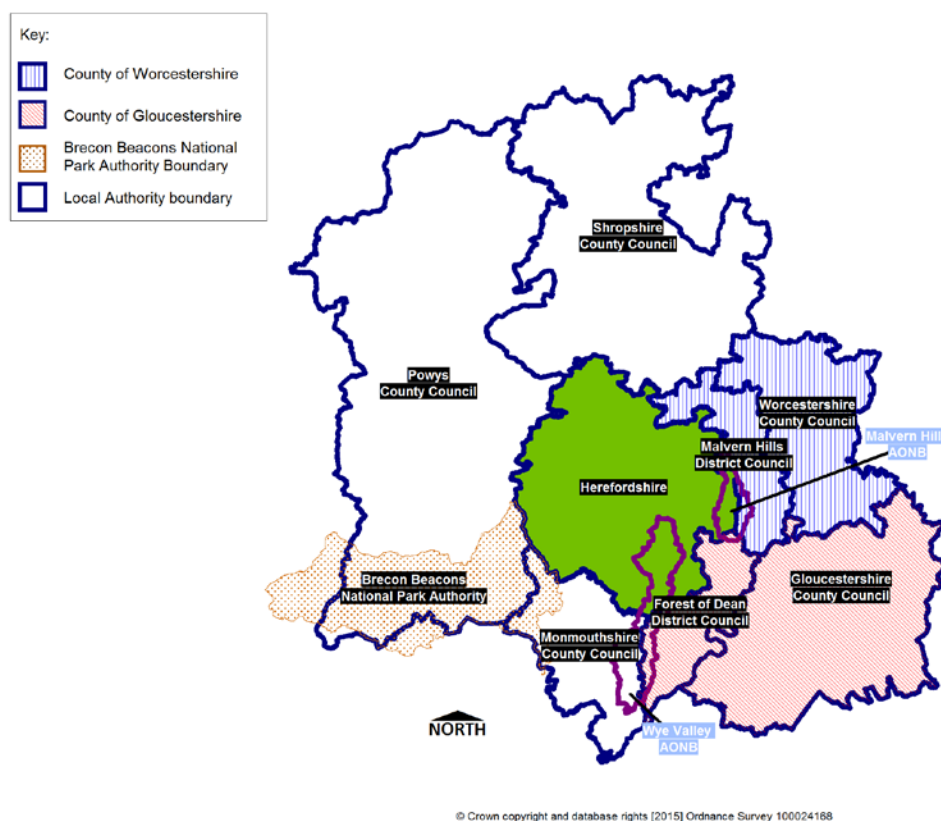 Key:
County of Worcestershire
County of Gloucestershire
Brecon Beacons National
Park Authority Boundary
Local Authority boundary
Shropshire
County Council
Powys
County Council
Worcestershire
County Council
Malvern Hills
AONB
Malvern Hills
District Council
Herefordshire
Brecon Beacons
National Park Authority
Gloucestershire
County Council
Forest of Dean
District Council
Monmouthshire
County Council
NORTH
Wye Valley
AONB
© Crown copyright and database rights [2015] Ordnance Survey 100024168